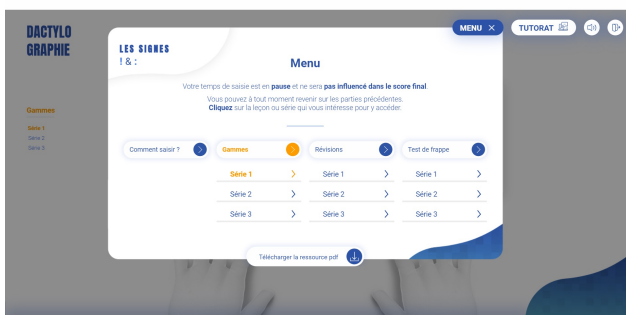 MENU ×
TUTORAT
DACTYLO
GRAPHIE
LES SIGNES
! & :
Menu
Votre temps de saisie est en pause et ne sera pas influencé dans le score final.
Vous pouvez à tout moment revenir sur les parties précédentes.
Cliquez sur la leçon ou série qui vous intéresse pour y accéder.
Gammes
Série 1
Série 2
Série 3
Comment saisir ?
Gammes
Révisions
Test de frappe
Série 1
Série 1
Série 1
Série 2
Série 2
Série 2
Série 3
Série 3
Série 3
Télécharger la ressource pdf